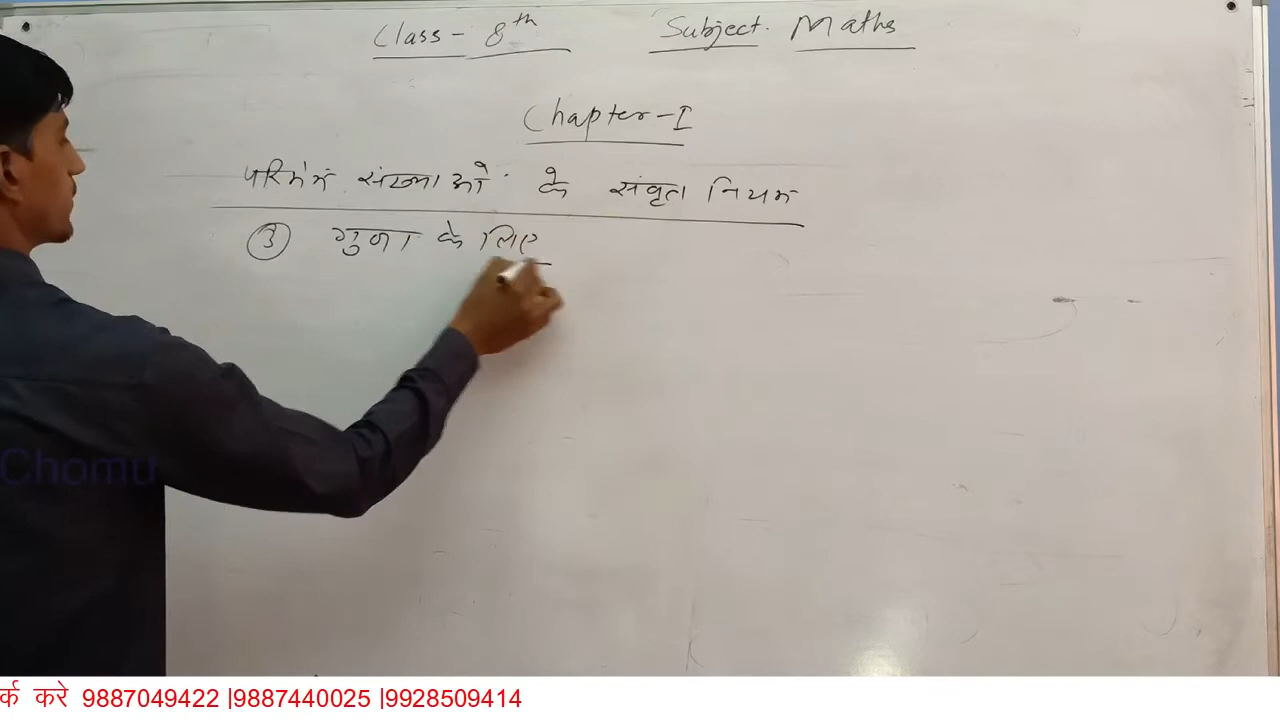 Class - 8th Subject. Maths
Chapter-I
परिमेय संख्याओं के संवृत नियम
③ गुणा के लिए
Chomu
र्क करे 9887049422 |9887440025 |9928509414